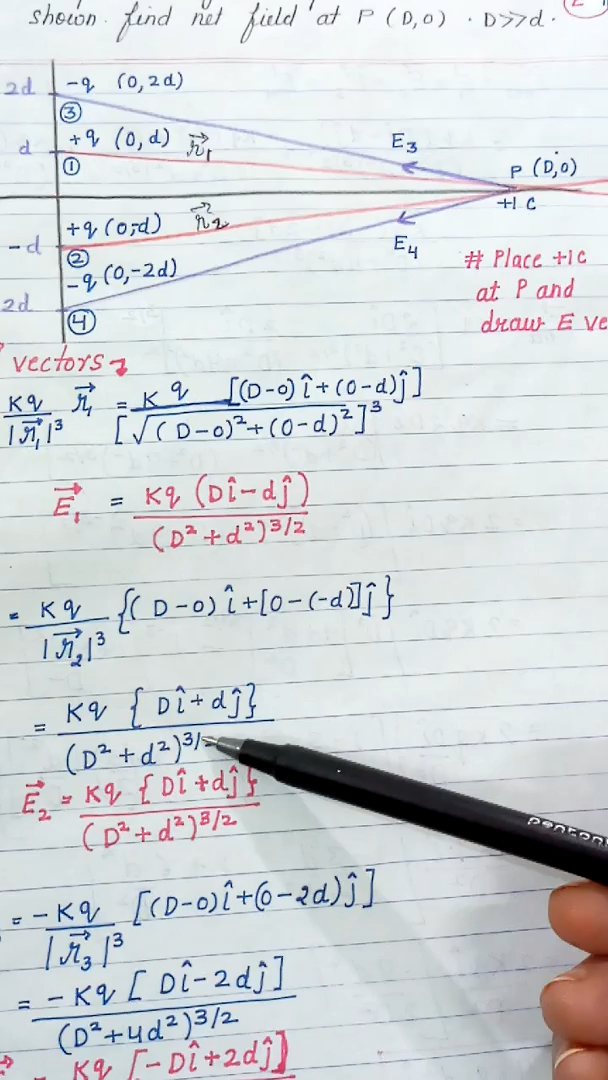 shown. find net field at P (D,0) . D>>d.
2d -q (0,2d)
③
d +q (0,d) r⃗₁ E₃
① P (D,0)
+1 C
+q (0,-d) r⃗₂
-d ② E₄
-q (0,-2d) # Place +1c
2d ④ at P and
draw E ve
vectors
Kq/|r⃗₁|³ r⃗₁ = Kq [(D-0)î+(0-d)ĵ]/[√((D-0)²+(0-d)²)]³
E⃗₁ = Kq (Dî-dĵ)/(D²+d²)^3/2
= Kq/|r⃗₂|³ {(D-0)î+[0-(-d)]ĵ}
= Kq {Dî+dĵ}/(D²+d²)^3/
E⃗₂ = Kq {Dî+dĵ}/(D²+d²)^3/2
= -Kq/|r⃗₃|³ [(D-0)î+(0-2d)ĵ]
= -Kq [Dî-2dĵ]/(D²+4d²)^3/2
Kq [-Dî+2dĵ]